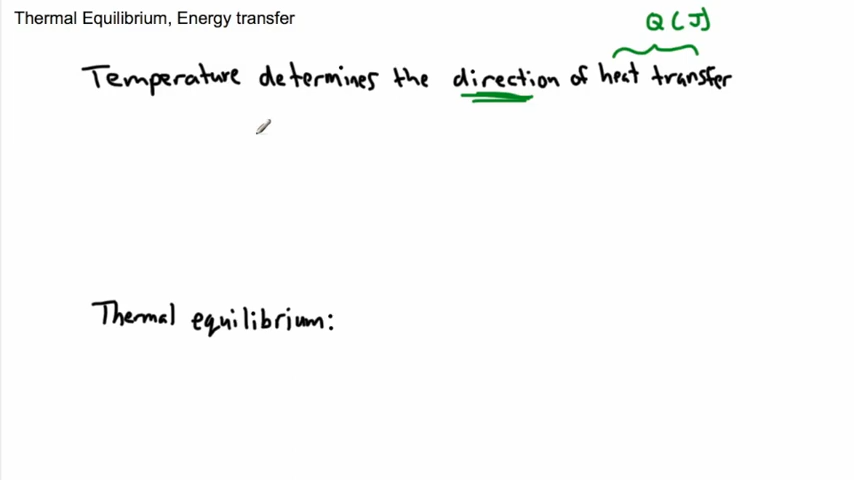 Thermal Equilibrium, Energy transfer
Q (J)
Temperature determines the direction of heat transfer
Thermal equilibrium: